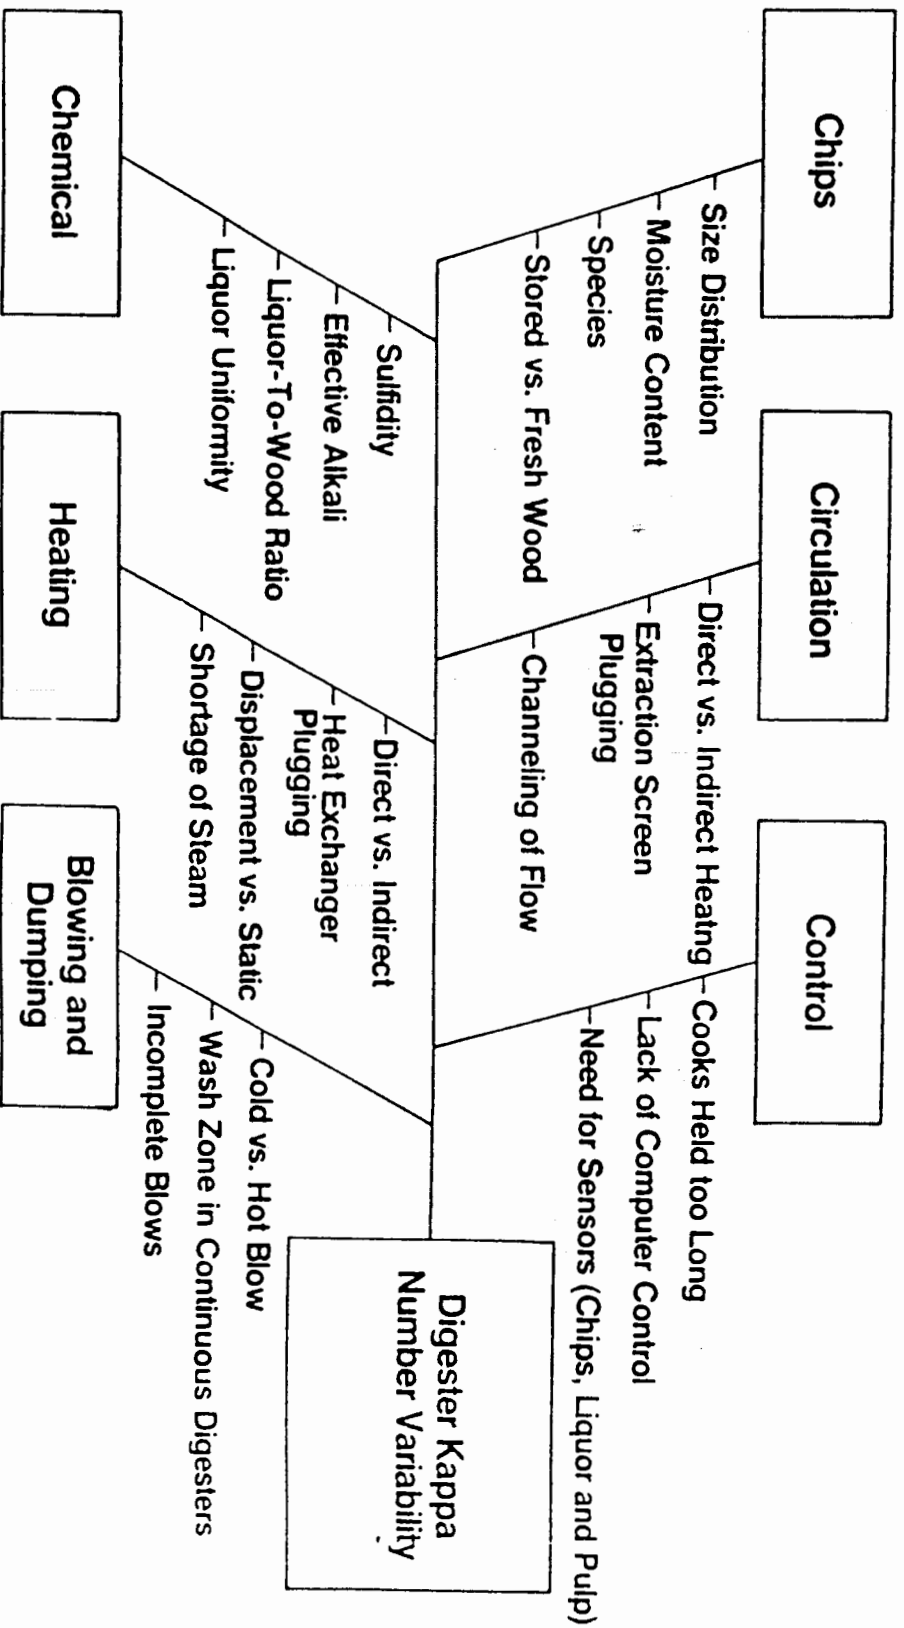 Chips
Circulation
Control
Size Distribution
Moisture Content
Species
Stored vs. Fresh Wood
Direct vs. Indirect Heatng
Extraction Screen
Plugging
Channeling of Flow
Cooks Held too Long
Lack of Computer Control
Need for Sensors (Chips, Liquor and Pulp)
Digester Kappa
Number Variability
Sulfidity
Effective Alkali
Liquor-To-Wood Ratio
Liquor Uniformity
Direct vs. Indirect
Heat Exchanger
Plugging
Displacement vs. Static
Shortage of Steam
Cold vs. Hot Blow
Wash Zone in Continuous Digesters
Incomplete Blows
Chemical
Heating
Blowing and
Dumping